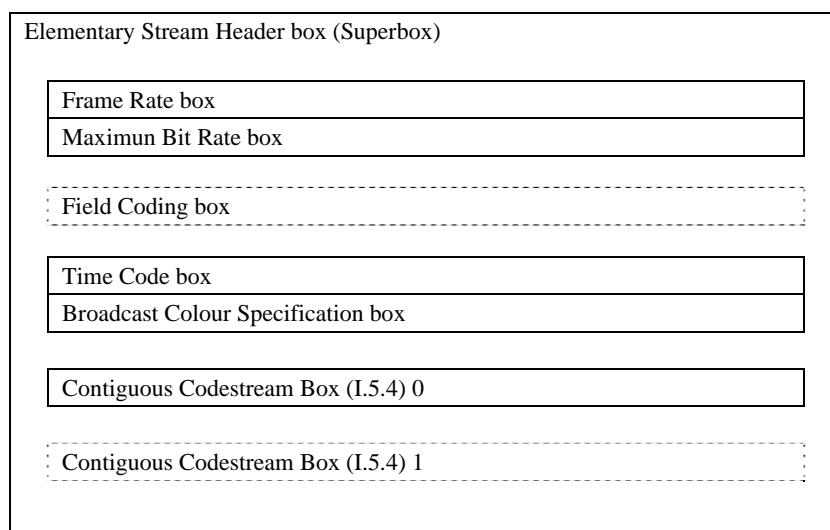 Elementary Stream Header box (Superbox)
Frame Rate box
Maximun Bit Rate box
Field Coding box
Time Code box
Broadcast Colour Specification box
Contiguous Codestream Box (I.5.4) 0
Contiguous Codestream Box (I.5.4) 1